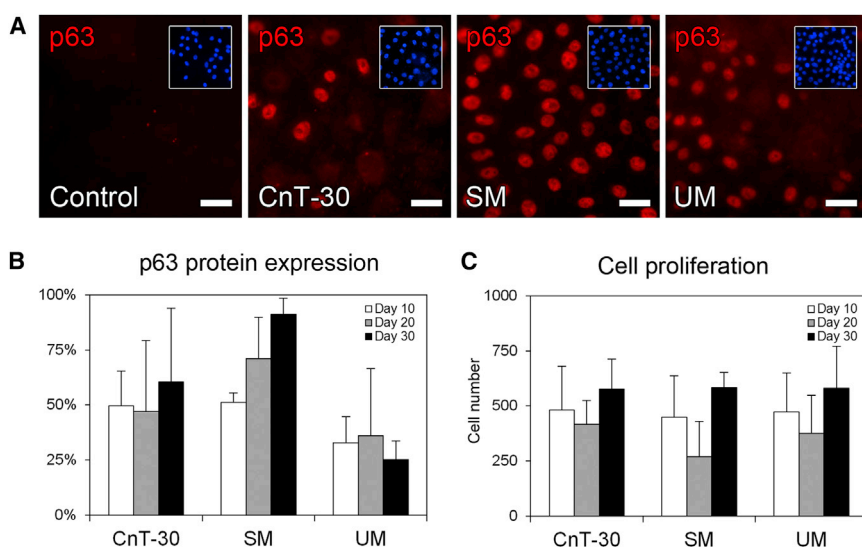 A
p63
p63
p63
p63
Control
CnT-30
SM
UM
B
p63 protein expression
100%
75%
50%
25%
0%
Day 10
Day 20
Day 30
CnT-30
SM
UM
C
Cell proliferation
Cell number
1000
750
500
250
0
Day 10
Day 20
Day 30
CnT-30
SM
UM